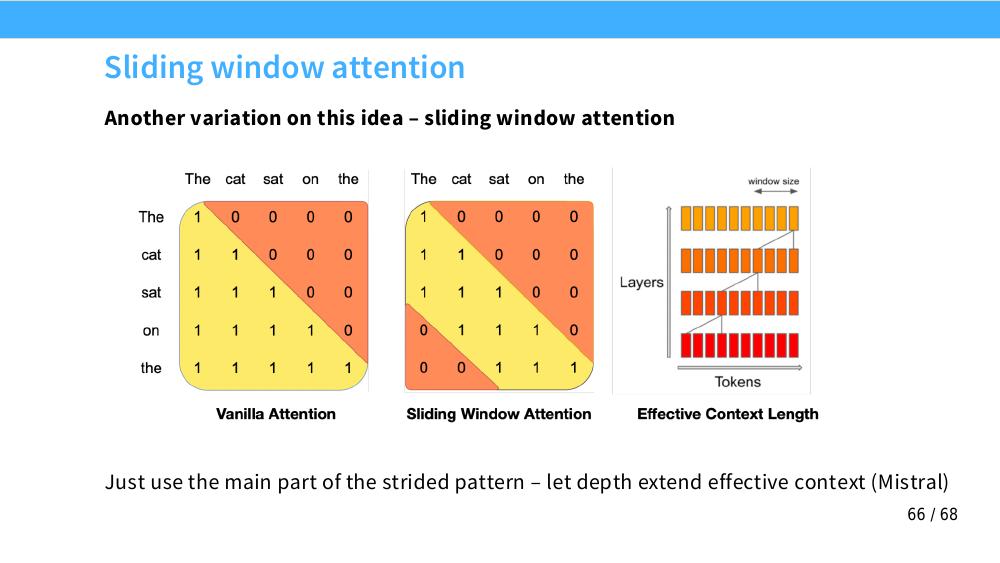 Sliding window attention
Another variation on this idea – sliding window attention
The cat sat on the
The 1 0 0 0 0
cat 1 1 0 0 0
sat 1 1 1 0 0
on 1 1 1 1 0
the 1 1 1 1 1
Vanilla Attention
The cat sat on the
1 0 0 0 0
1 1 0 0 0
1 1 1 0 0
0 1 1 1 0
0 0 1 1 1
Sliding Window Attention
window size
Layers
Tokens
Effective Context Length
Just use the main part of the strided pattern – let depth extend effective context (Mistral)
66 / 68